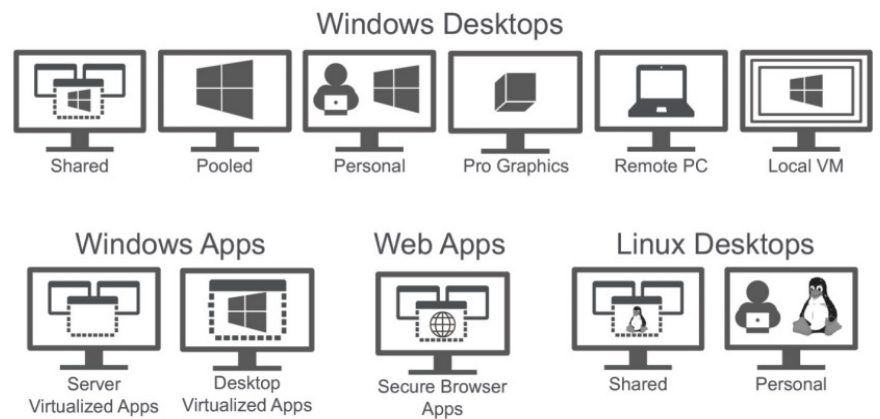 Windows Desktops
Shared
Pooled
Personal
Pro Graphics
Remote PC
Local VM
Windows Apps
Web Apps
Linux Desktops
Server
Virtualized Apps
Desktop
Virtualized Apps
Secure Browser
Apps
Shared
Personal